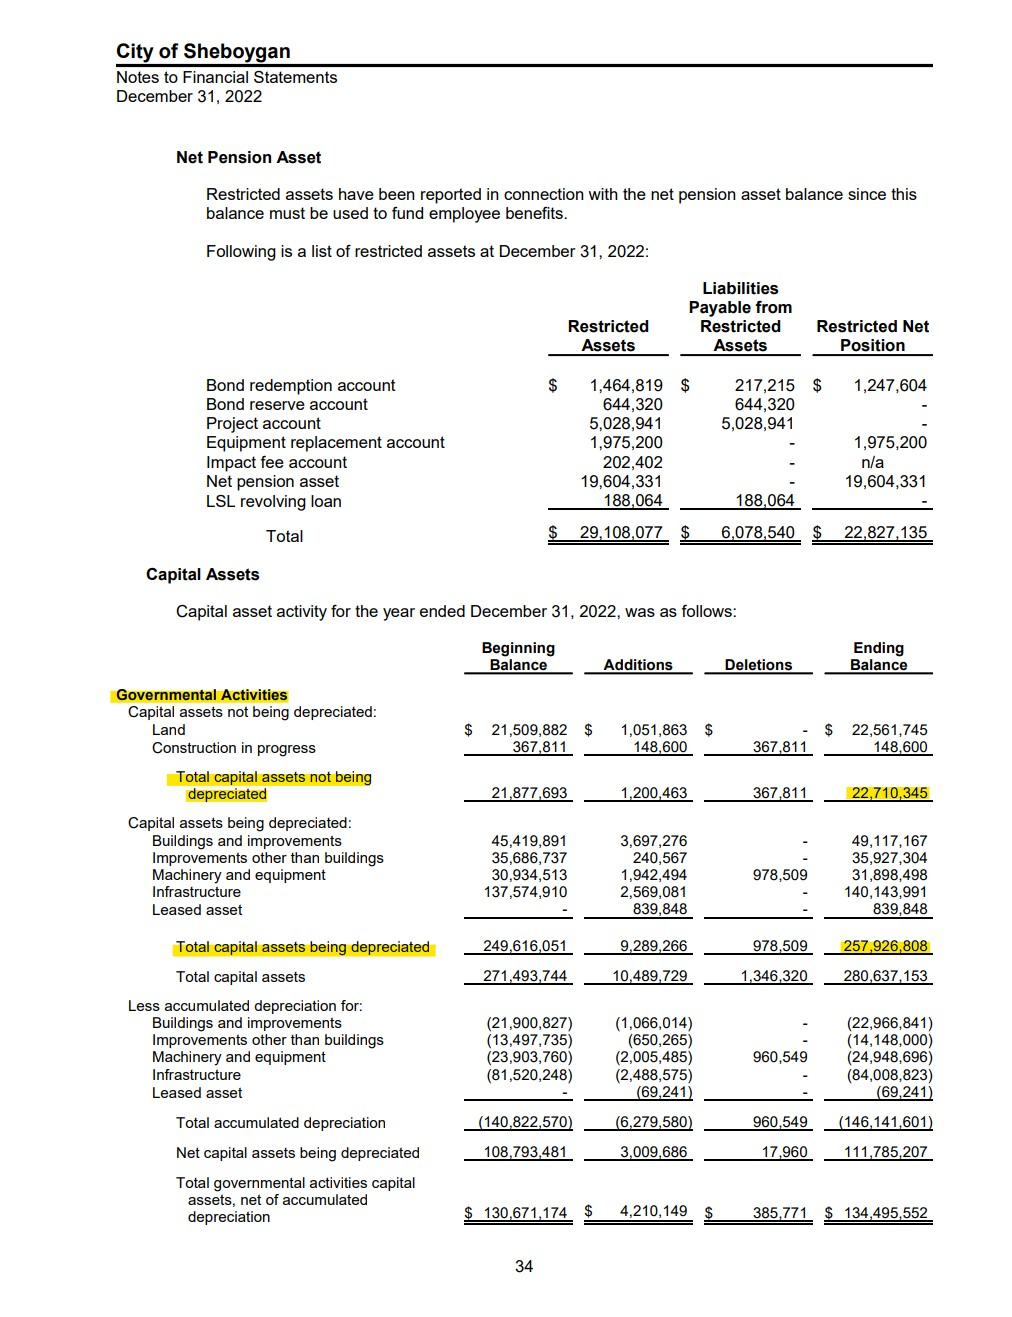 City of Sheboygan
Notes to Financial Statements
December 31, 2022
Net Pension Asset
Restricted assets have been reported in connection with the net pension asset balance since this
balance must be used to fund employee benefits.
Following is a list of restricted assets at December 31, 2022:
Restricted Assets Liabilities Payable from Restricted Assets Restricted Net Position
Bond redemption account $ 1,464,819 $ 217,215 $ 1,247,604
Bond reserve account 644,320 644,320 -
Project account 5,028,941 5,028,941 -
Equipment replacement account 1,975,200 - 1,975,200
Impact fee account 202,402 - n/a
Net pension asset 19,604,331 - 19,604,331
LSL revolving loan 188,064 188,064 -
Total $ 29,108,077 $ 6,078,540 $ 22,827,135
Capital Assets
Capital asset activity for the year ended December 31, 2022, was as follows:
Beginning Balance Additions Deletions Ending Balance
Governmental Activities
Capital assets not being depreciated:
Land $ 21,509,882 $ 1,051,863 $ - $ 22,561,745
Construction in progress 367,811 148,600 367,811 148,600
Total capital assets not being
depreciated 21,877,693 1,200,463 367,811 22,710,345
Capital assets being depreciated:
Buildings and improvements 45,419,891 3,697,276 - 49,117,167
Improvements other than buildings 35,686,737 240,567 - 35,927,304
Machinery and equipment 30,934,513 1,942,494 978,509 31,898,498
Infrastructure 137,574,910 2,569,081 - 140,143,991
Leased asset - 839,848 - 839,848
Total capital assets being depreciated 249,616,051 9,289,266 978,509 257,926,808
Total capital assets 271,493,744 10,489,729 1,346,320 280,637,153
Less accumulated depreciation for:
Buildings and improvements (21,900,827) (1,066,014) - (22,966,841)
Improvements other than buildings (13,497,735) (650,265) - (14,148,000)
Machinery and equipment (23,903,760) (2,005,485) 960,549 (24,948,696)
Infrastructure (81,520,248) (2,488,575) - (84,008,823)
Leased asset - (69,241) - (69,241)
Total accumulated depreciation (140,822,570) (6,279,580) 960,549 (146,141,601)
Net capital assets being depreciated 108,793,481 3,009,686 17,960 111,785,207
Total governmental activities capital
assets, net of accumulated
depreciation $ 130,671,174 $ 4,210,149 $ 385,771 $ 134,495,552
34